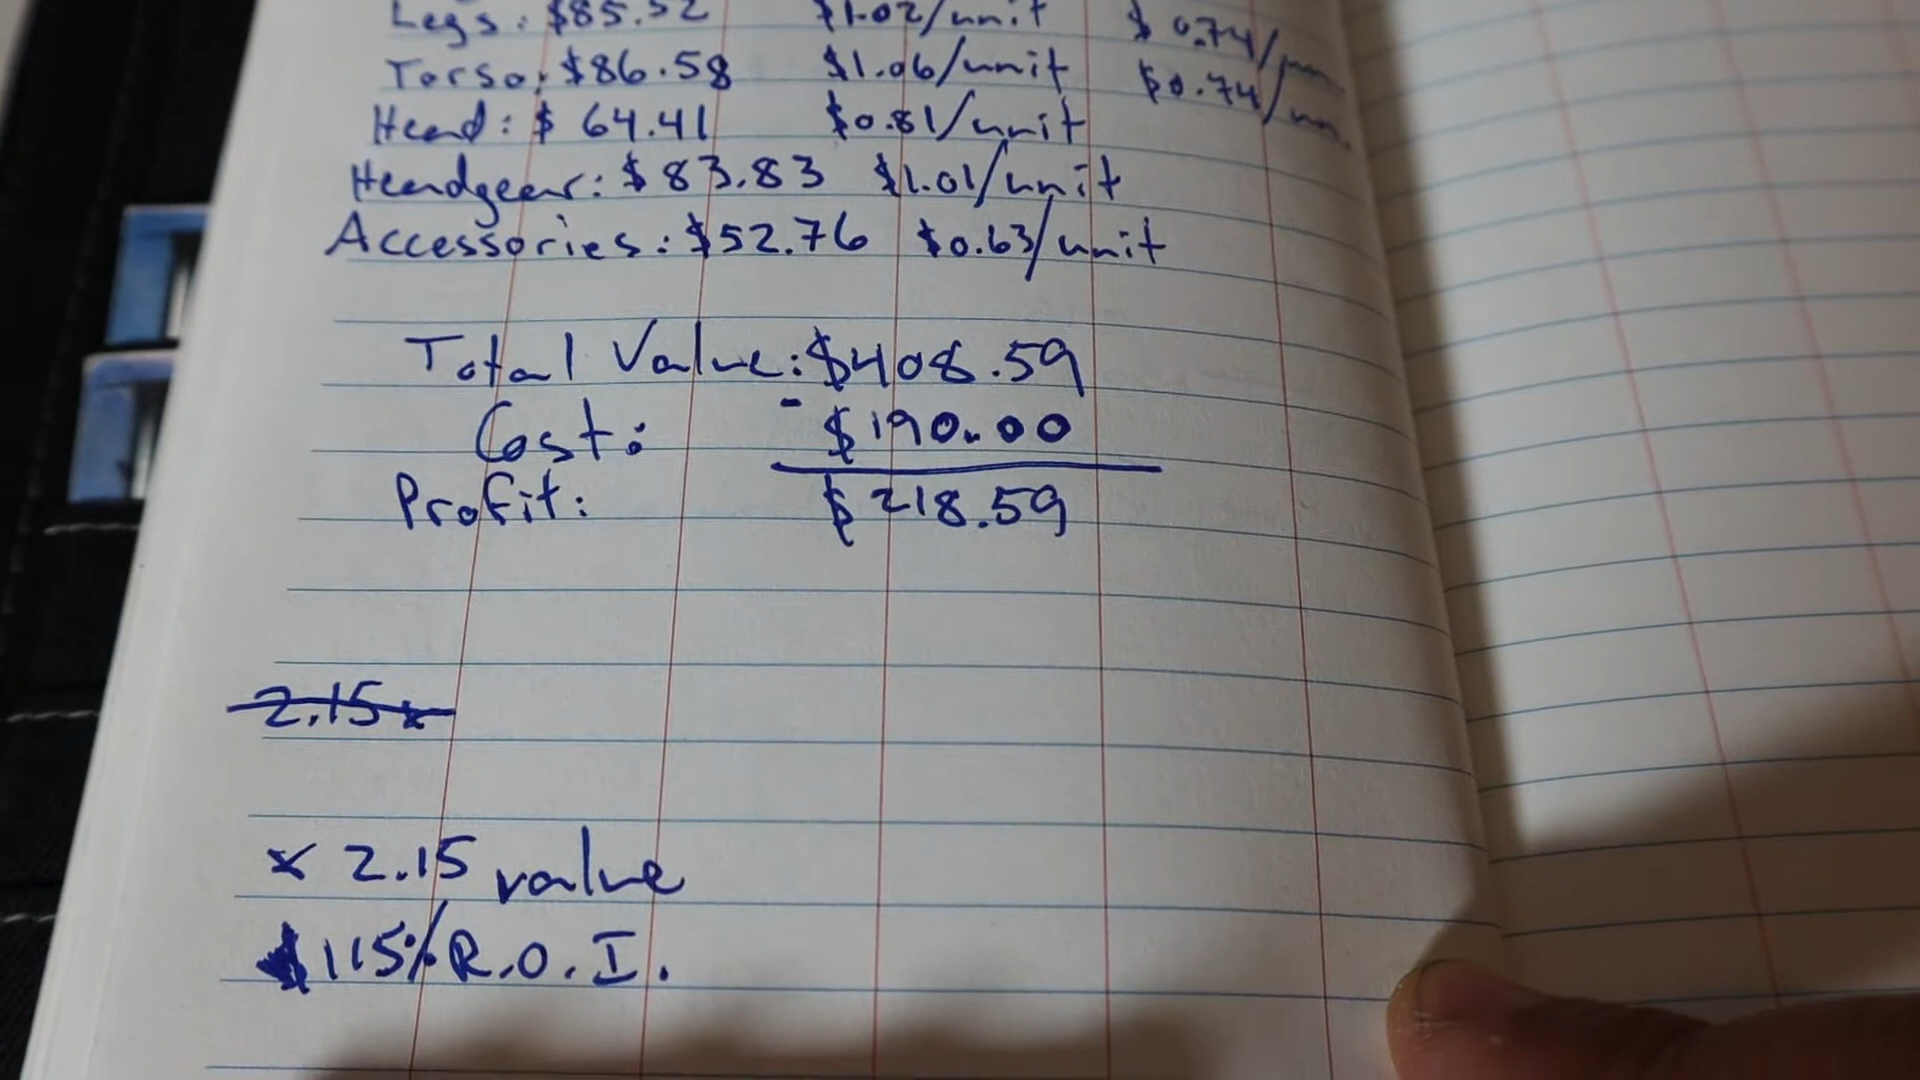 Legs: $85.52 $1.02/unit $0.74/
Torso: $86.58 $1.06/unit $0.74/
Head: $64.41 $0.81/unit
Headgear: $83.83 $1.01/unit
Accessories: $52.76 $0.63/unit
Total Value: $408.59
Cost: - $190.00
Profit: $218.59
2.15x
x 2.15 value
115% R.O.I.